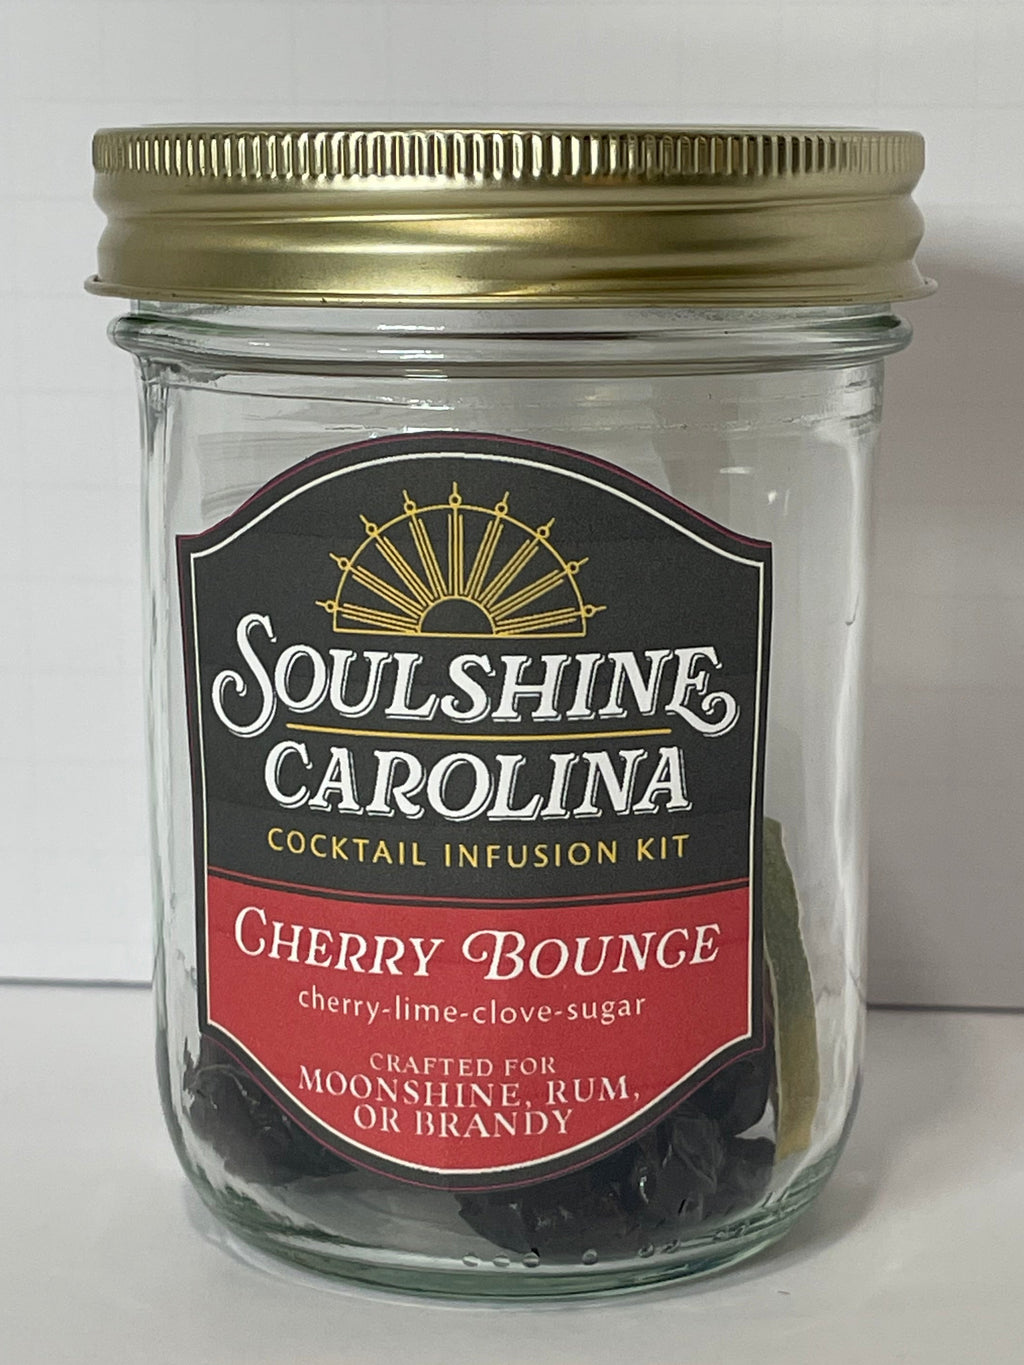 SOULSHINE
CAROLINA
COCKTAIL INFUSION KIT
CHERRY BOUNCE
cherry-lime-clove-sugar
CRAFTED FOR
MOONSHINE, RUM,
OR BRANDY